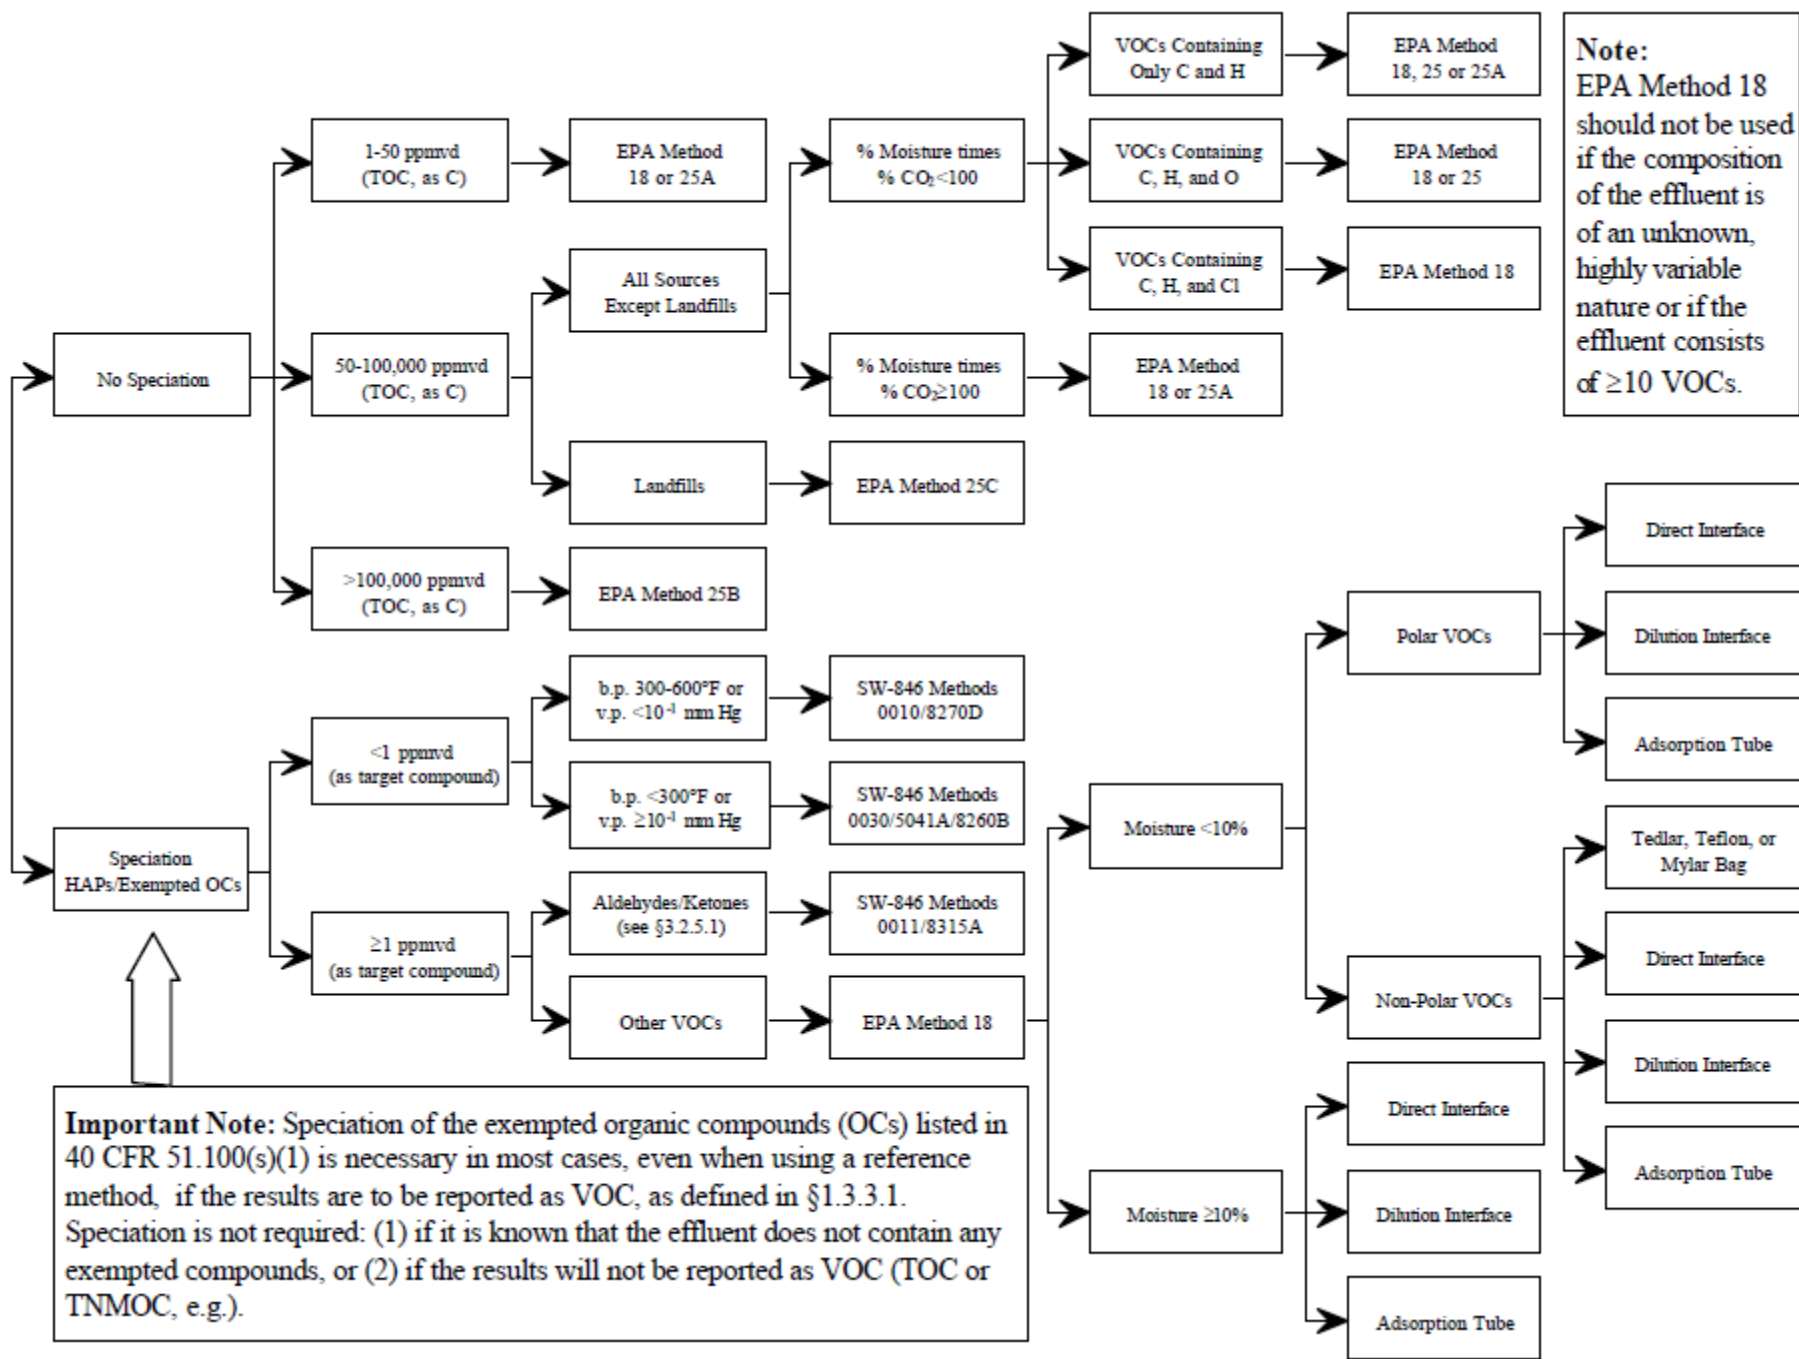 No Speciation
Speciation
HAPs/Exempted OCs
1-50 ppmvd
(TOC, as C)
50-100,000 ppmvd
(TOC, as C)
>100,000 ppmvd
(TOC, as C)
<1 ppmvd
(as target compound)
≥1 ppmvd
(as target compound)
EPA Method
18 or 25A
All Sources
Except Landfills
Landfills
EPA Method 25B
b.p. 300-600°F or
v.p. <10⁻¹ mm Hg
b.p. <300°F or
v.p. ≥10⁻¹ mm Hg
Aldehydes/Ketones
(see §3.2.5.1)
Other VOCs
% Moisture times
% CO₂<100
% Moisture times
% CO₂≥100
EPA Method 25C
SW-846 Methods
0010/8270D
SW-846 Methods
0030/5041A/8260B
SW-846 Methods
0011/8315A
EPA Method 18
VOCs Containing
Only C and H
VOCs Containing
C, H, and O
VOCs Containing
C, H, and Cl
EPA Method
18 or 25A
Moisture <10%
Moisture ≥10%
EPA Method
18, 25 or 25A
EPA Method
18 or 25
EPA Method 18
Polar VOCs
Non-Polar VOCs
Direct Interface
Dilution Interface
Adsorption Tube
Direct Interface
Dilution Interface
Adsorption Tube
Tedlar, Teflon, or
Mylar Bag
Direct Interface
Dilution Interface
Adsorption Tube
Note:
EPA Method 18
should not be used
if the composition
of the effluent is
of an unknown,
highly variable
nature or if the
effluent consists
of ≥10 VOCs.
Important Note: Speciation of the exempted organic compounds (OCs) listed in
40 CFR 51.100(s)(1) is necessary in most cases, even when using a reference
method, if the results are to be reported as VOC, as defined in §1.3.3.1.
Speciation is not required: (1) if it is known that the effluent does not contain any
exempted compounds, or (2) if the results will not be reported as VOC (TOC or
TNMOC, e.g.).